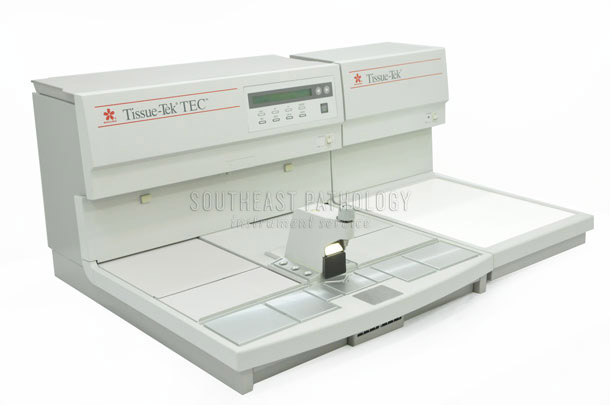 Tissue-Tek® TEC®
Tissue-Tek®
SOUTHEAST PATHOLOGY
Instrument Service